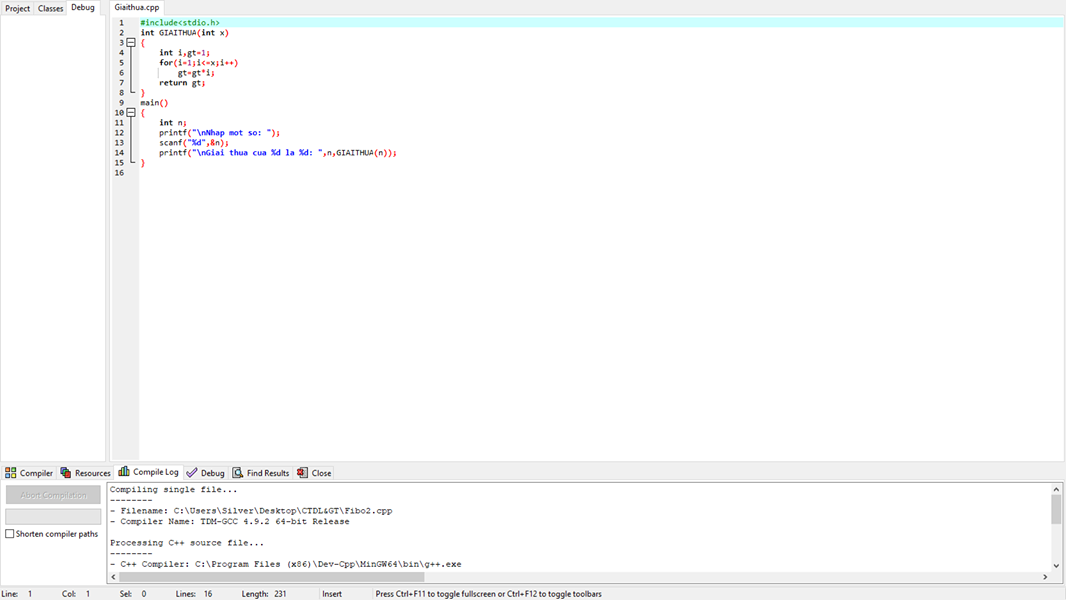 Project Classes Debug Giaithua.cpp
1 #include<stdio.h>
2 int GIAITHUA(int x)
3 {
4 int i,gt=1;
5 for(i=1;i<=x;i++)
6 gt=gt*i;
7 return gt;
8 }
9 main()
10 {
11 int n;
12 printf("\nNhap mot so: ");
13 scanf("%d",&n);
14 printf("\nGiai thua cua %d la %d: ",n,GIAITHUA(n));
15 }
16
Compiler Resources Compile Log Debug Find Results Close
Abort Compilation
Shorten compiler paths
Compiling single file...
--------
- Filename: C:\Users\Silver\Desktop\CTDL&GT\Fibo2.cpp
- Compiler Name: TDM-GCC 4.9.2 64-bit Release
Processing C++ source file...
--------
- C++ Compiler: C:\Program Files (x86)\Dev-Cpp\MinGW64\bin\g++.exe
Line: 1 Col: 1 Sel: 0 Lines: 16 Length: 231 Insert Press Ctrl+F11 to toggle fullscreen or Ctrl+F12 to toggle toolbars